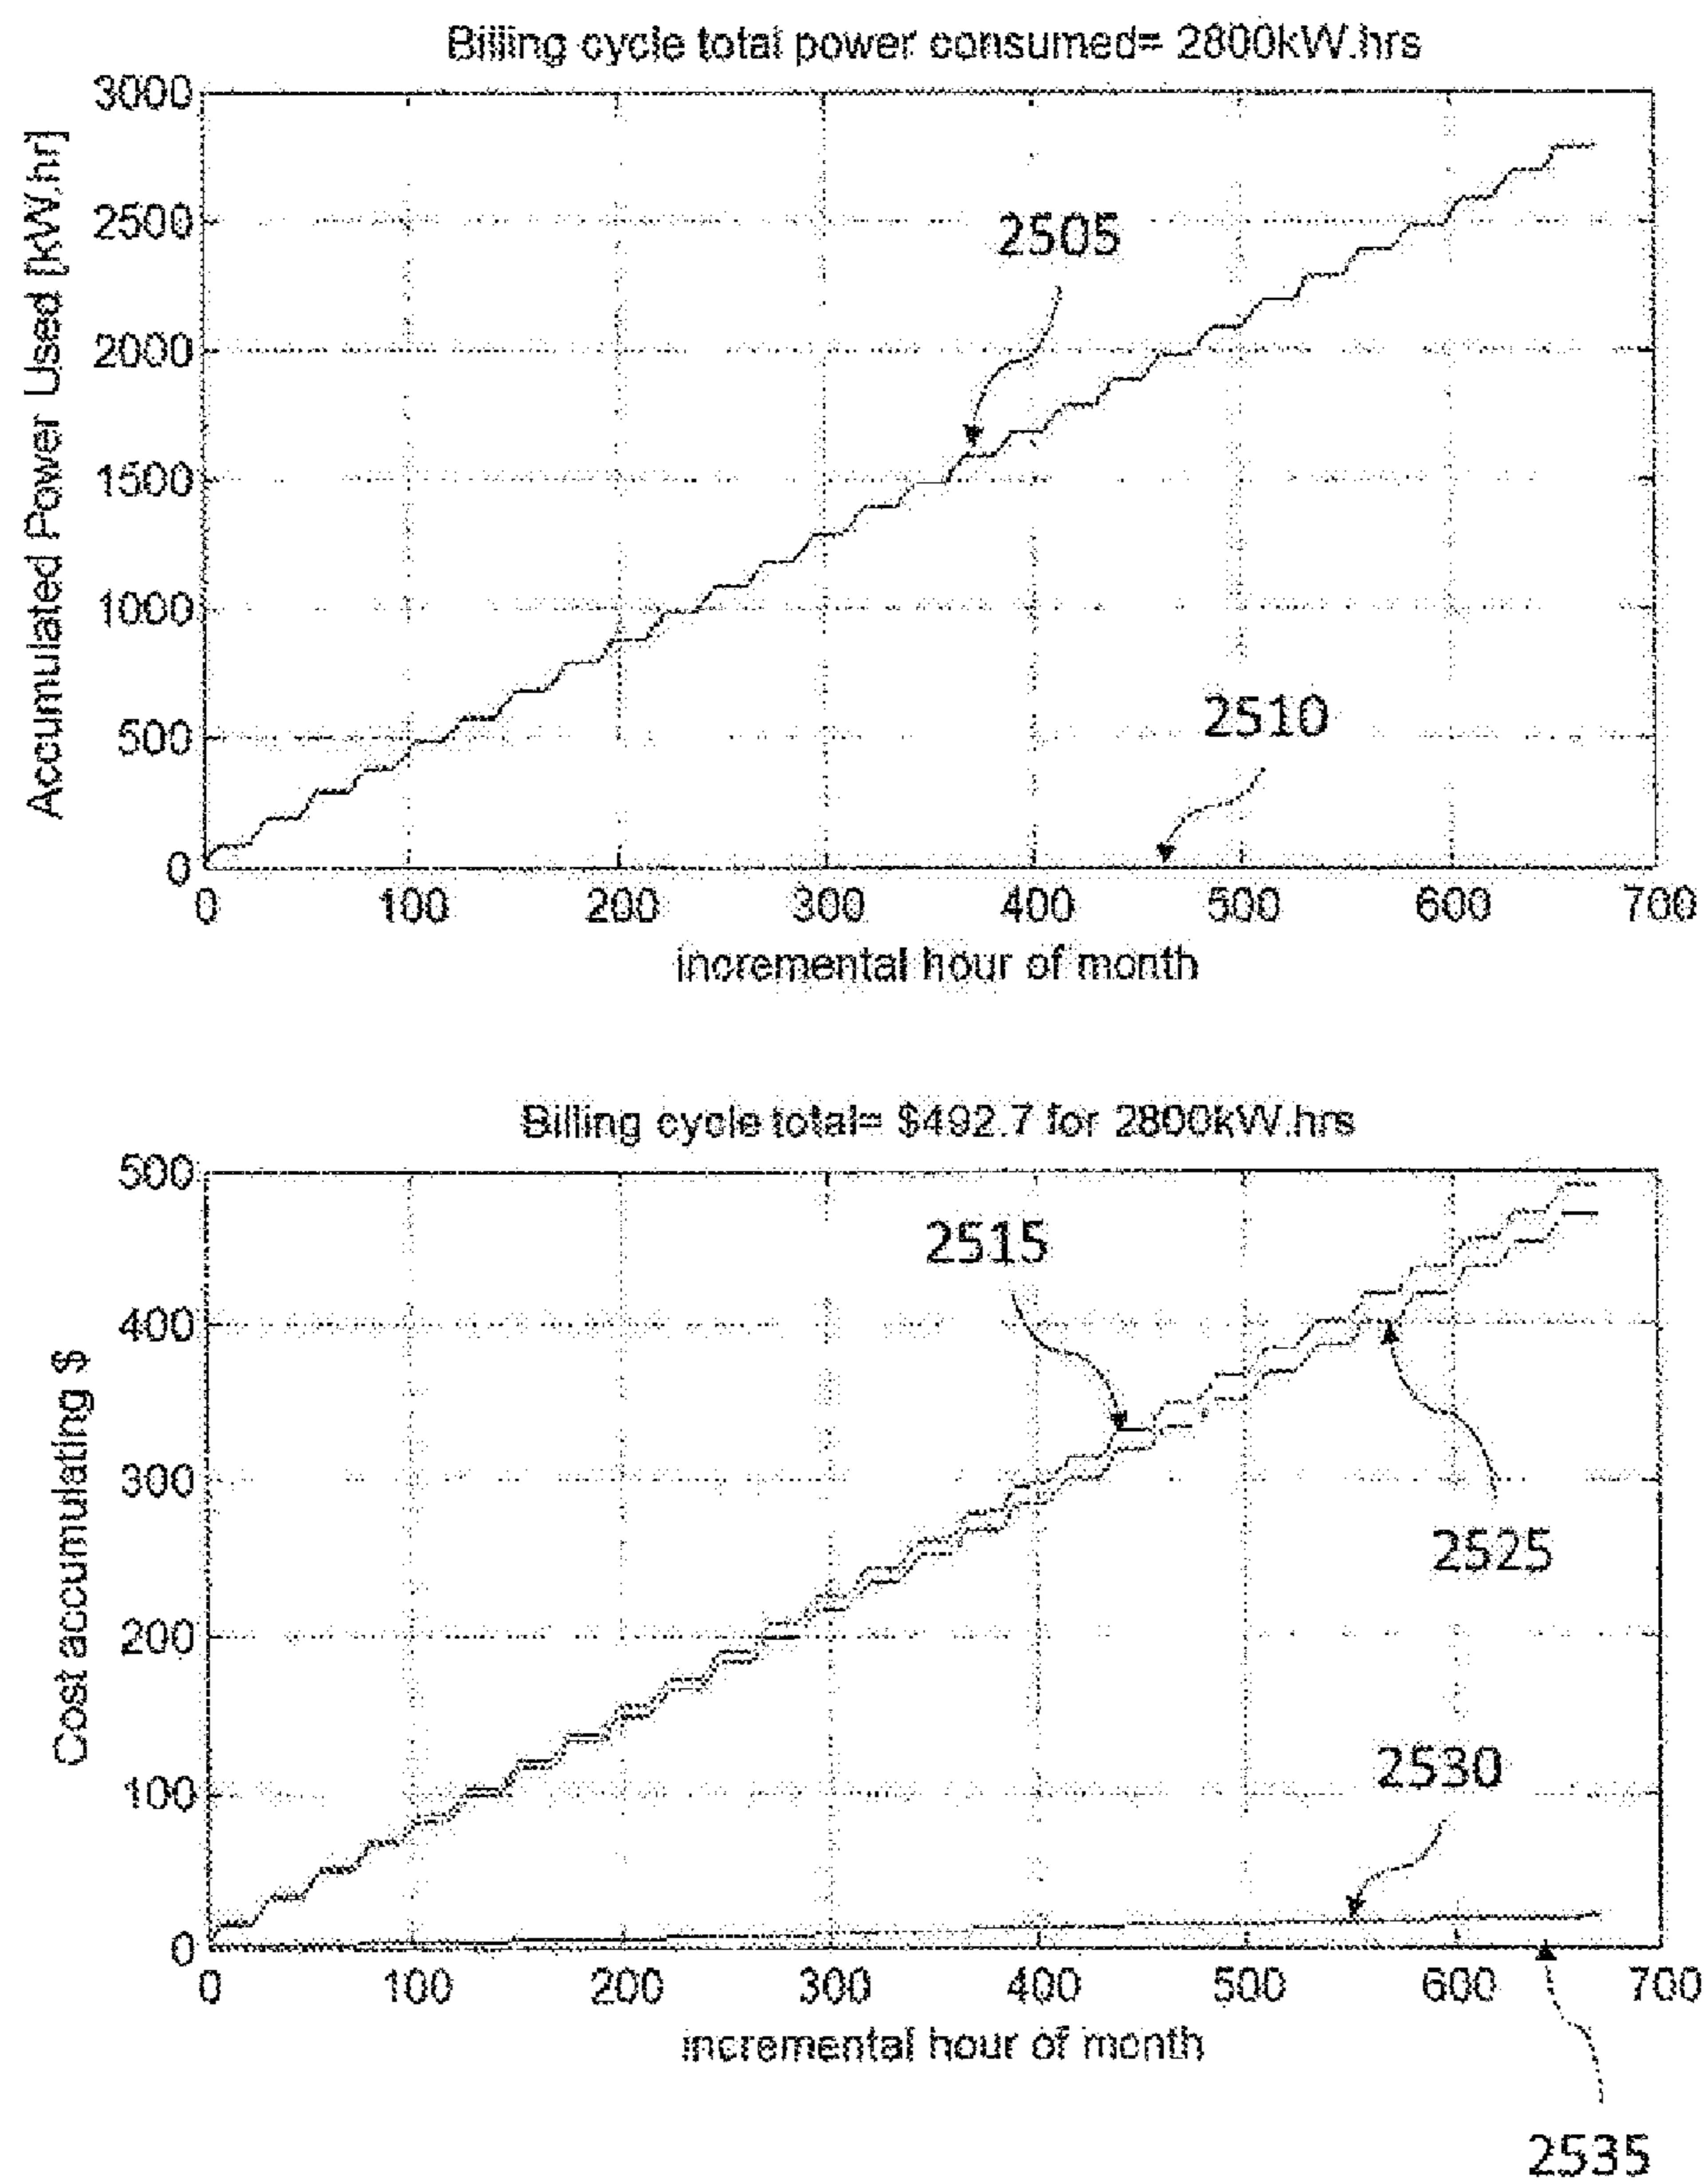 Billing cycle total power consumed= 2800kW.hrs
3000
2500
2000
1500
1000
500
0
Accumulated Power Used [kW.hr]
2505
2510
0 100 200 300 400 500 600 700
incremental hour of month
Billing cycle total= $492.7 for 2800kW.hrs
500
400
300
200
100
0
Cost accumulating $
2515
2525
2530
0 100 200 300 400 500 600 700
incremental hour of month
2535